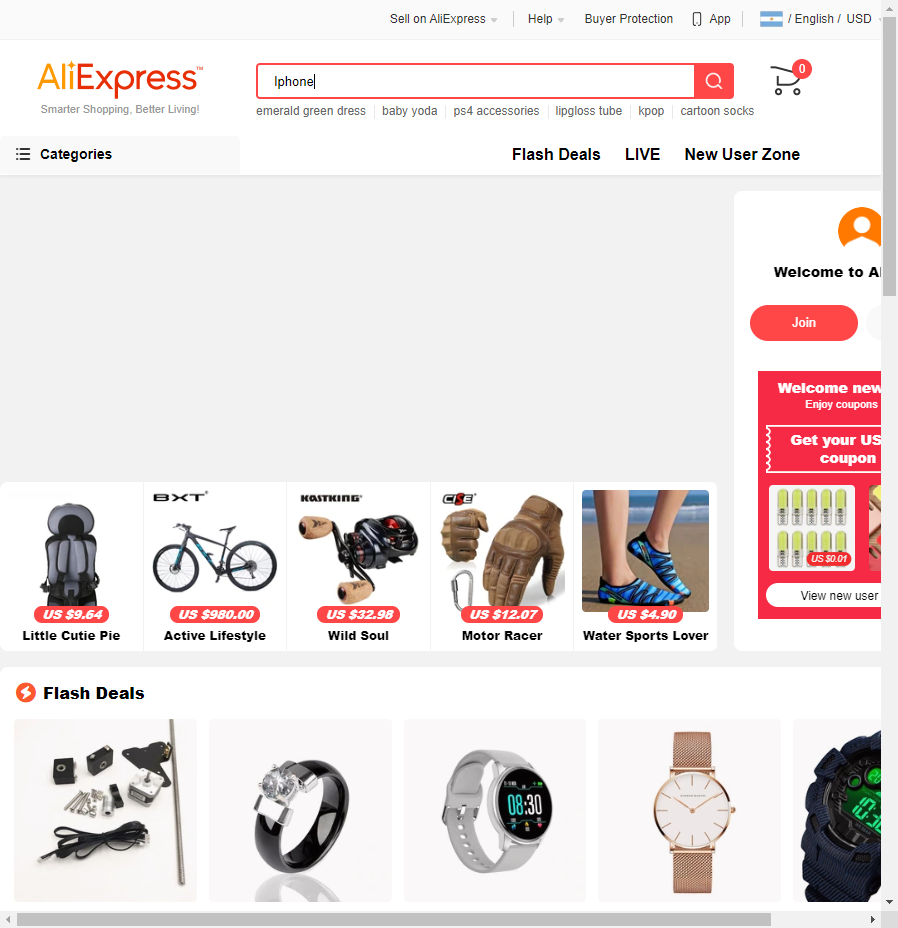 Sell on AliExpress
Help
Buyer Protection
App
/ English / USD
AliExpress™
Smarter Shopping, Better Living!
Iphone
0
emerald green dress
baby yoda
ps4 accessories
lipgloss tube
kpop
cartoon socks
Categories
Flash Deals
LIVE
New User Zone
Welcome to Al
Join
Welcome new
Enjoy coupons
Get your US
coupon
US $0.01
View new user
BXT
KASTKING
CISE
US $9.64
US $980.00
US $32.98
US $12.07
US $4.90
Little Cutie Pie
Active Lifestyle
Wild Soul
Motor Racer
Water Sports Lover
Flash Deals
08:30